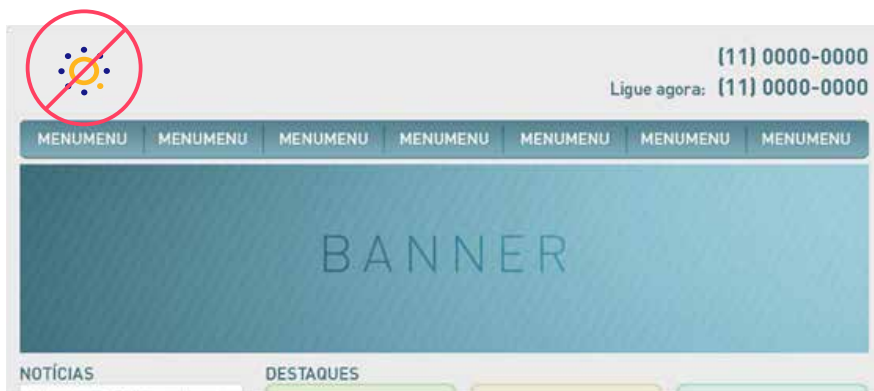 (11) 0000-0000
Ligue agora: (11) 0000-0000
MENUMENU MENUMENU MENUMENU MENUMENU MENUMENU MENUMENU MENUMENU
BANNER
NOTÍCIAS DESTAQUES